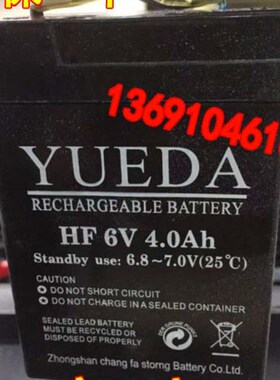 136910461
YUEDA
RECHARGEABLE BATTERY
HF 6V 4.0Ah
Standby use: 6.8~7.0V(25℃)
CAUTION
DO NOT SHORT CIRCUIT
DO NOT CHARGE IN A SEALED CONTAINER
SEALED LEAD BATTERY
MUST BE RECYCLED OR
DISPOSED OF PROPERLY
Zhongshan chang fa storng Battery Co.Ltd